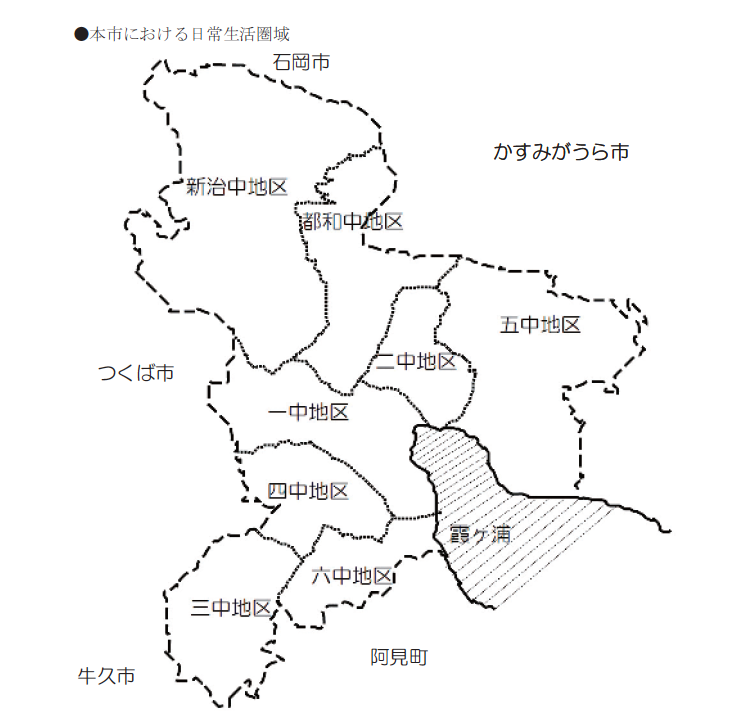 ●本市における日常生活圏域
石岡市
かすみがうら市
新治中地区
都和中地区
五中地区
二中地区
つくば市
一中地区
四中地区
霞ヶ浦
六中地区
三中地区
阿見町
牛久市